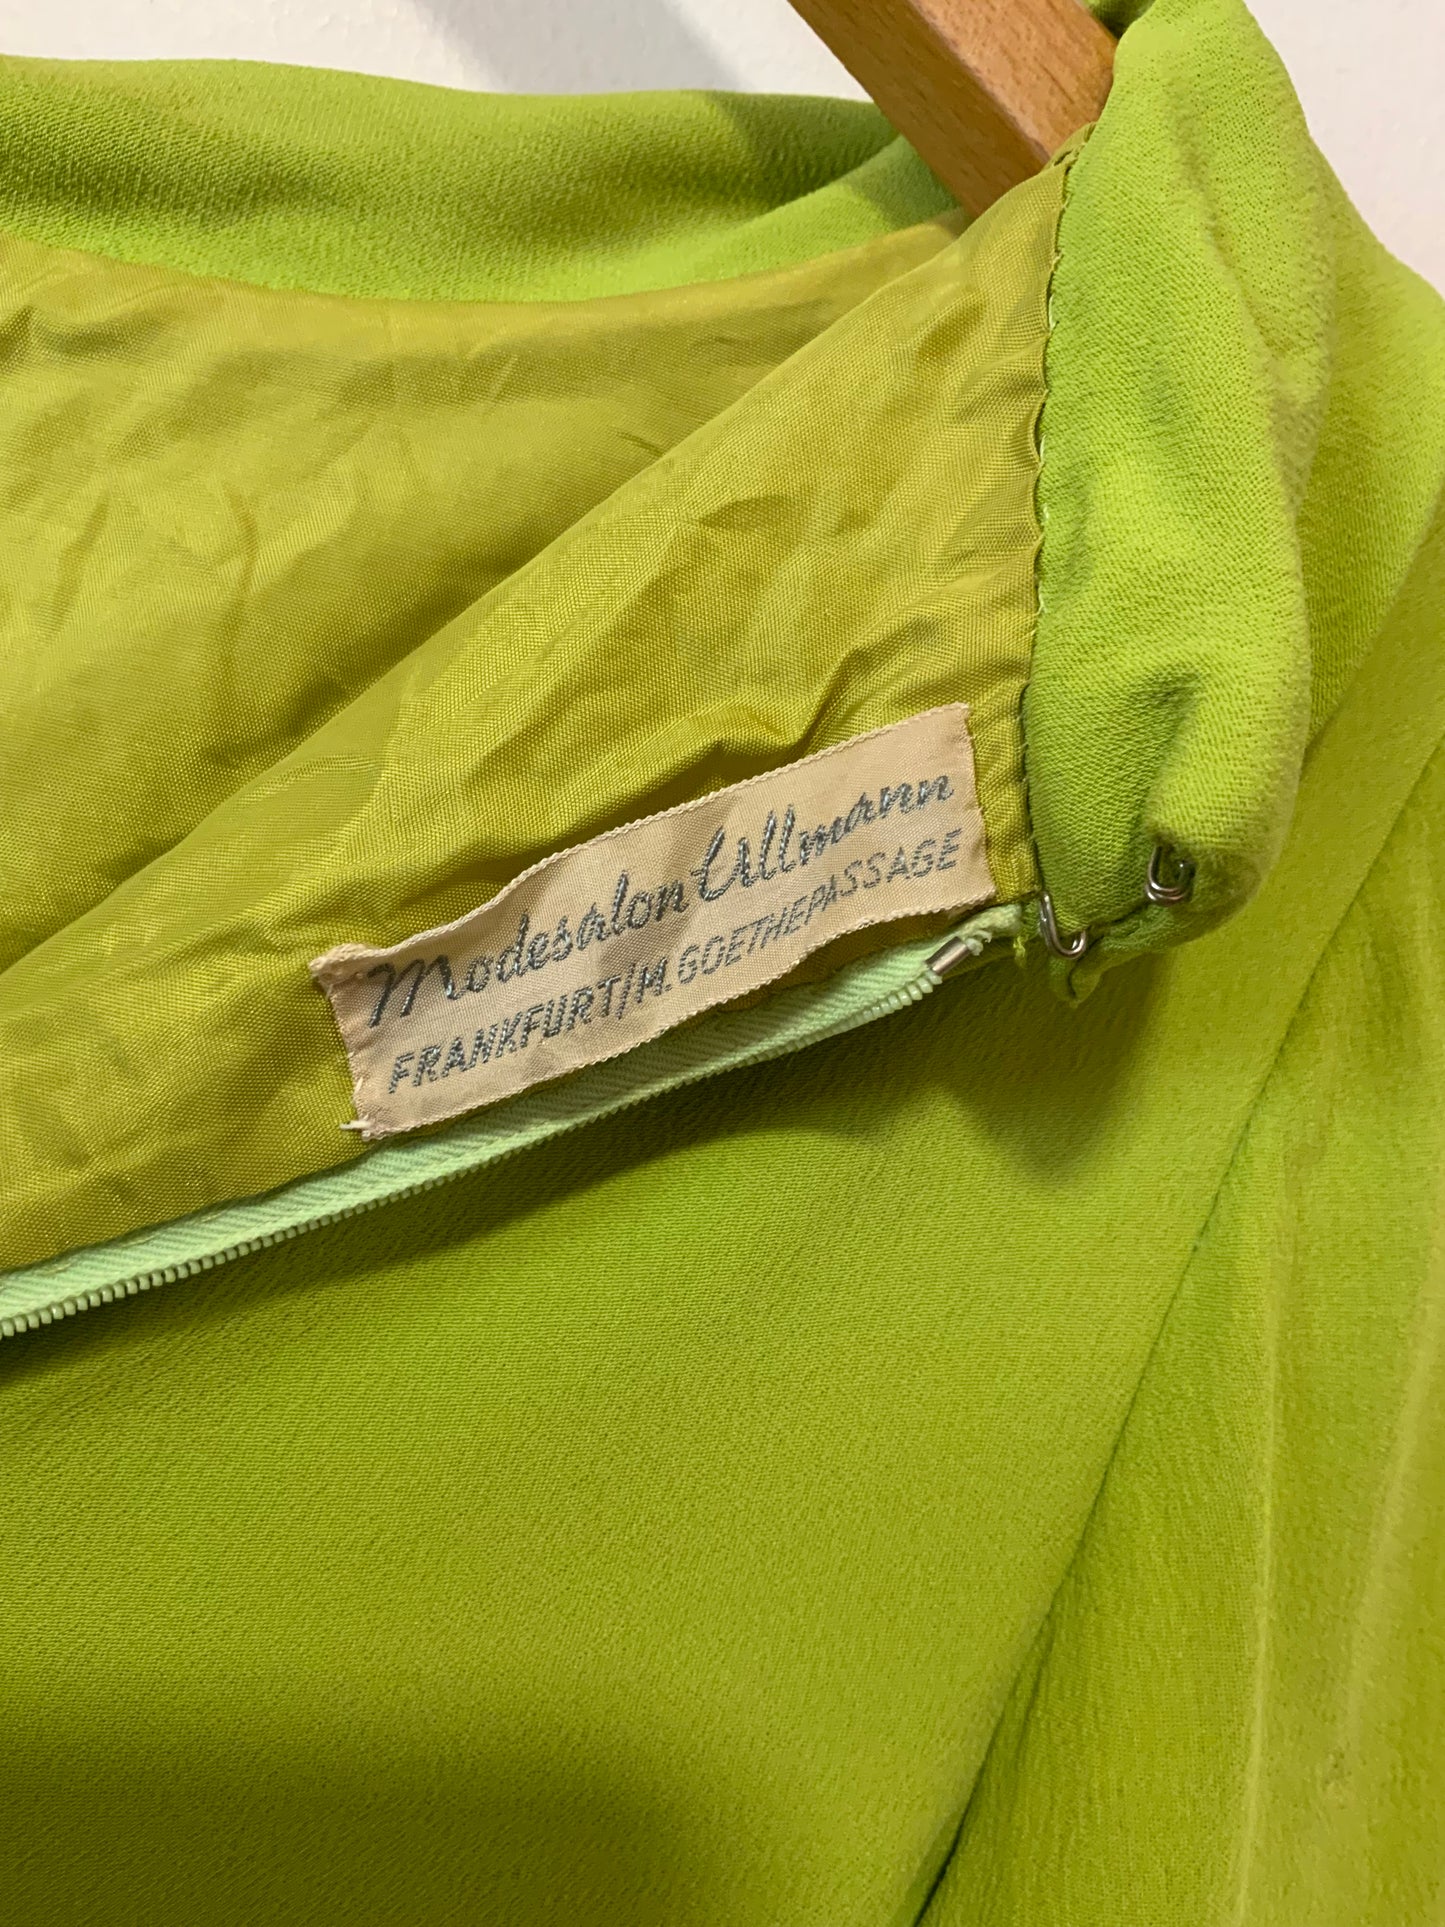 Modesalon Ullmann
FRANKFURT/M. GOETHEPASSAGE